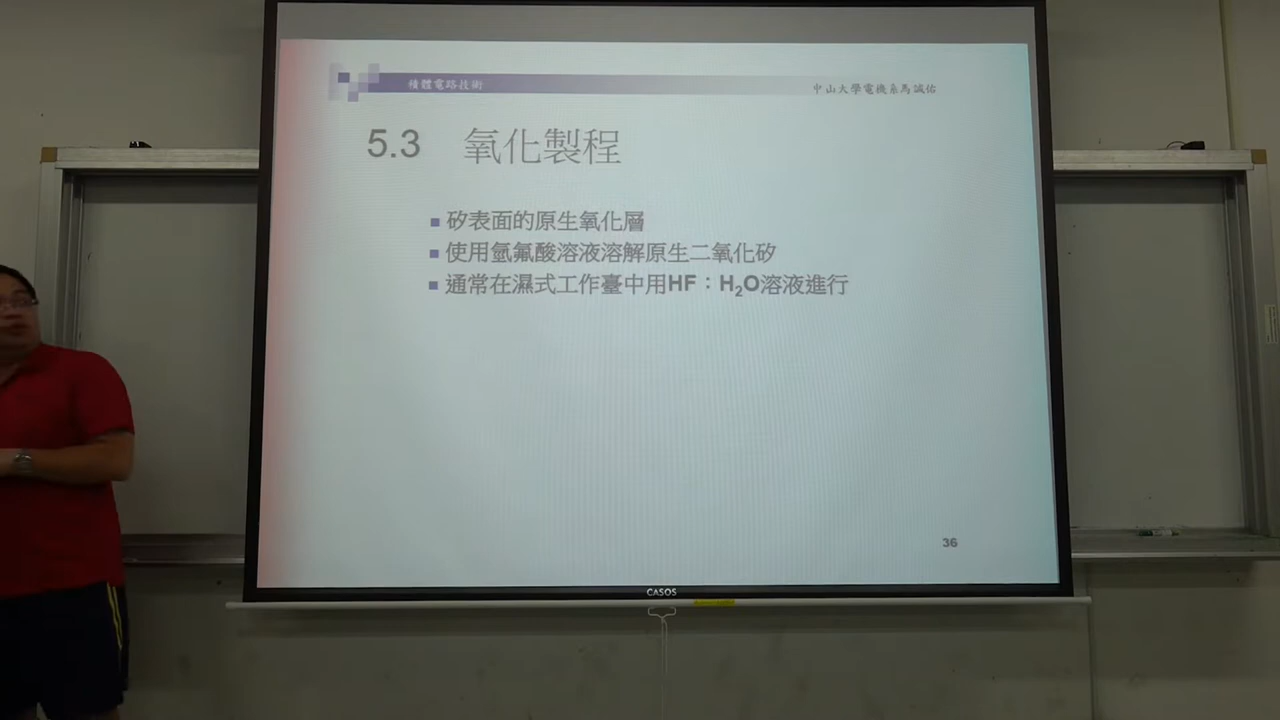 積體電路技術
中山大學電機系馬誠佑
5.3 氧化製程
矽表面的原生氧化層
使用氫氟酸溶液溶解原生二氧化矽
通常在濕式工作臺中用HF：H₂O溶液進行
36
CASOS